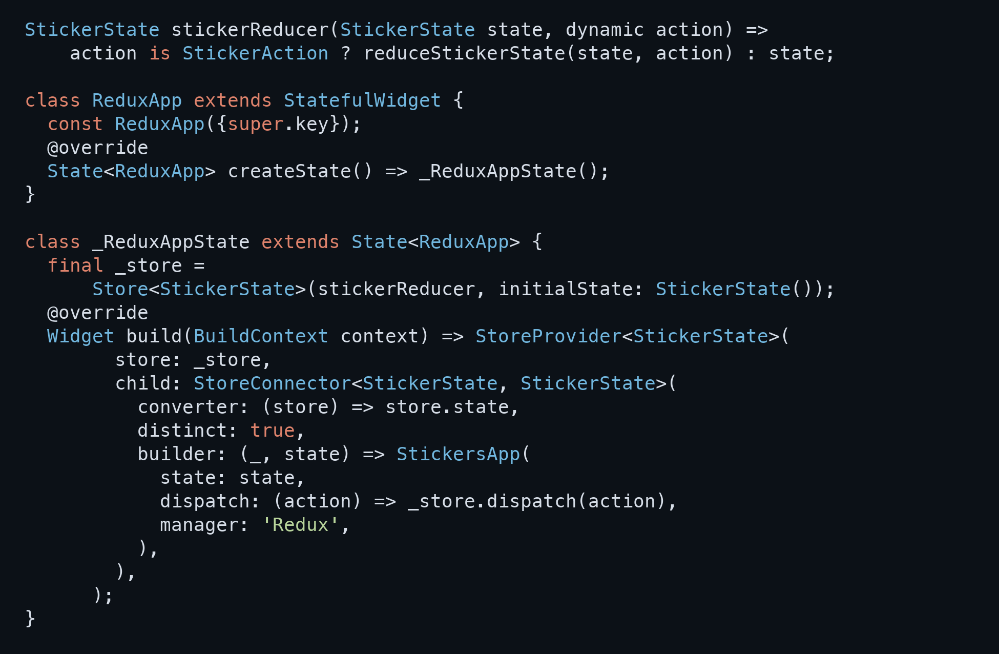 StickerState stickerReducer(StickerState state, dynamic action) =>
    action is StickerAction ? reduceStickerState(state, action) : state;

class ReduxApp extends StatefulWidget {
  const ReduxApp({super.key});
  @override
  State<ReduxApp> createState() => _ReduxAppState();
}

class _ReduxAppState extends State<ReduxApp> {
  final _store =
      Store<StickerState>(stickerReducer, initialState: StickerState());
  @override
  Widget build(BuildContext context) => StoreProvider<StickerState>(
        store: _store,
        child: StoreConnector<StickerState, StickerState>(
          converter: (store) => store.state,
          distinct: true,
          builder: (_, state) => StickersApp(
            state: state,
            dispatch: (action) => _store.dispatch(action),
            manager: 'Redux',
          ),
        ),
      );
}